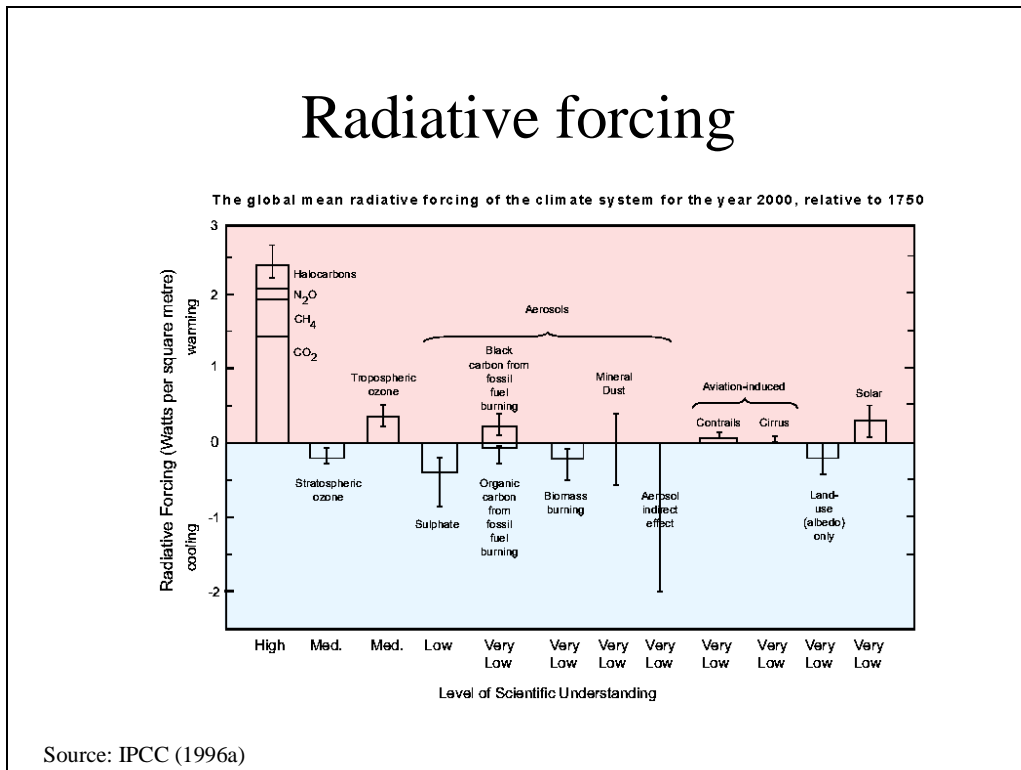 Radiative forcing
The global mean radiative forcing of the climate system for the year 2000, relative to 1750
Radiative Forcing (Watts per square metre)
warming
cooling
3
2
1
0
-1
-2
Halocarbons
N₂O
CH₄
CO₂
Stratospheric
ozone
Tropospheric
ozone
Aerosols
Sulphate
Black
carbon from
fossil
fuel
burning
Organic
carbon
from
fossil
fuel
burning
Biomass
burning
Mineral
Dust
Aerosol
indirect
effect
Aviation-induced
Contrails
Cirrus
Land-
use
(albedo)
only
Solar
High
Med.
Med.
Low
Very
Low
Very
Low
Very
Low
Very
Low
Very
Low
Very
Low
Very
Low
Very
Low
Level of Scientific Understanding
Source: IPCC (1996a)